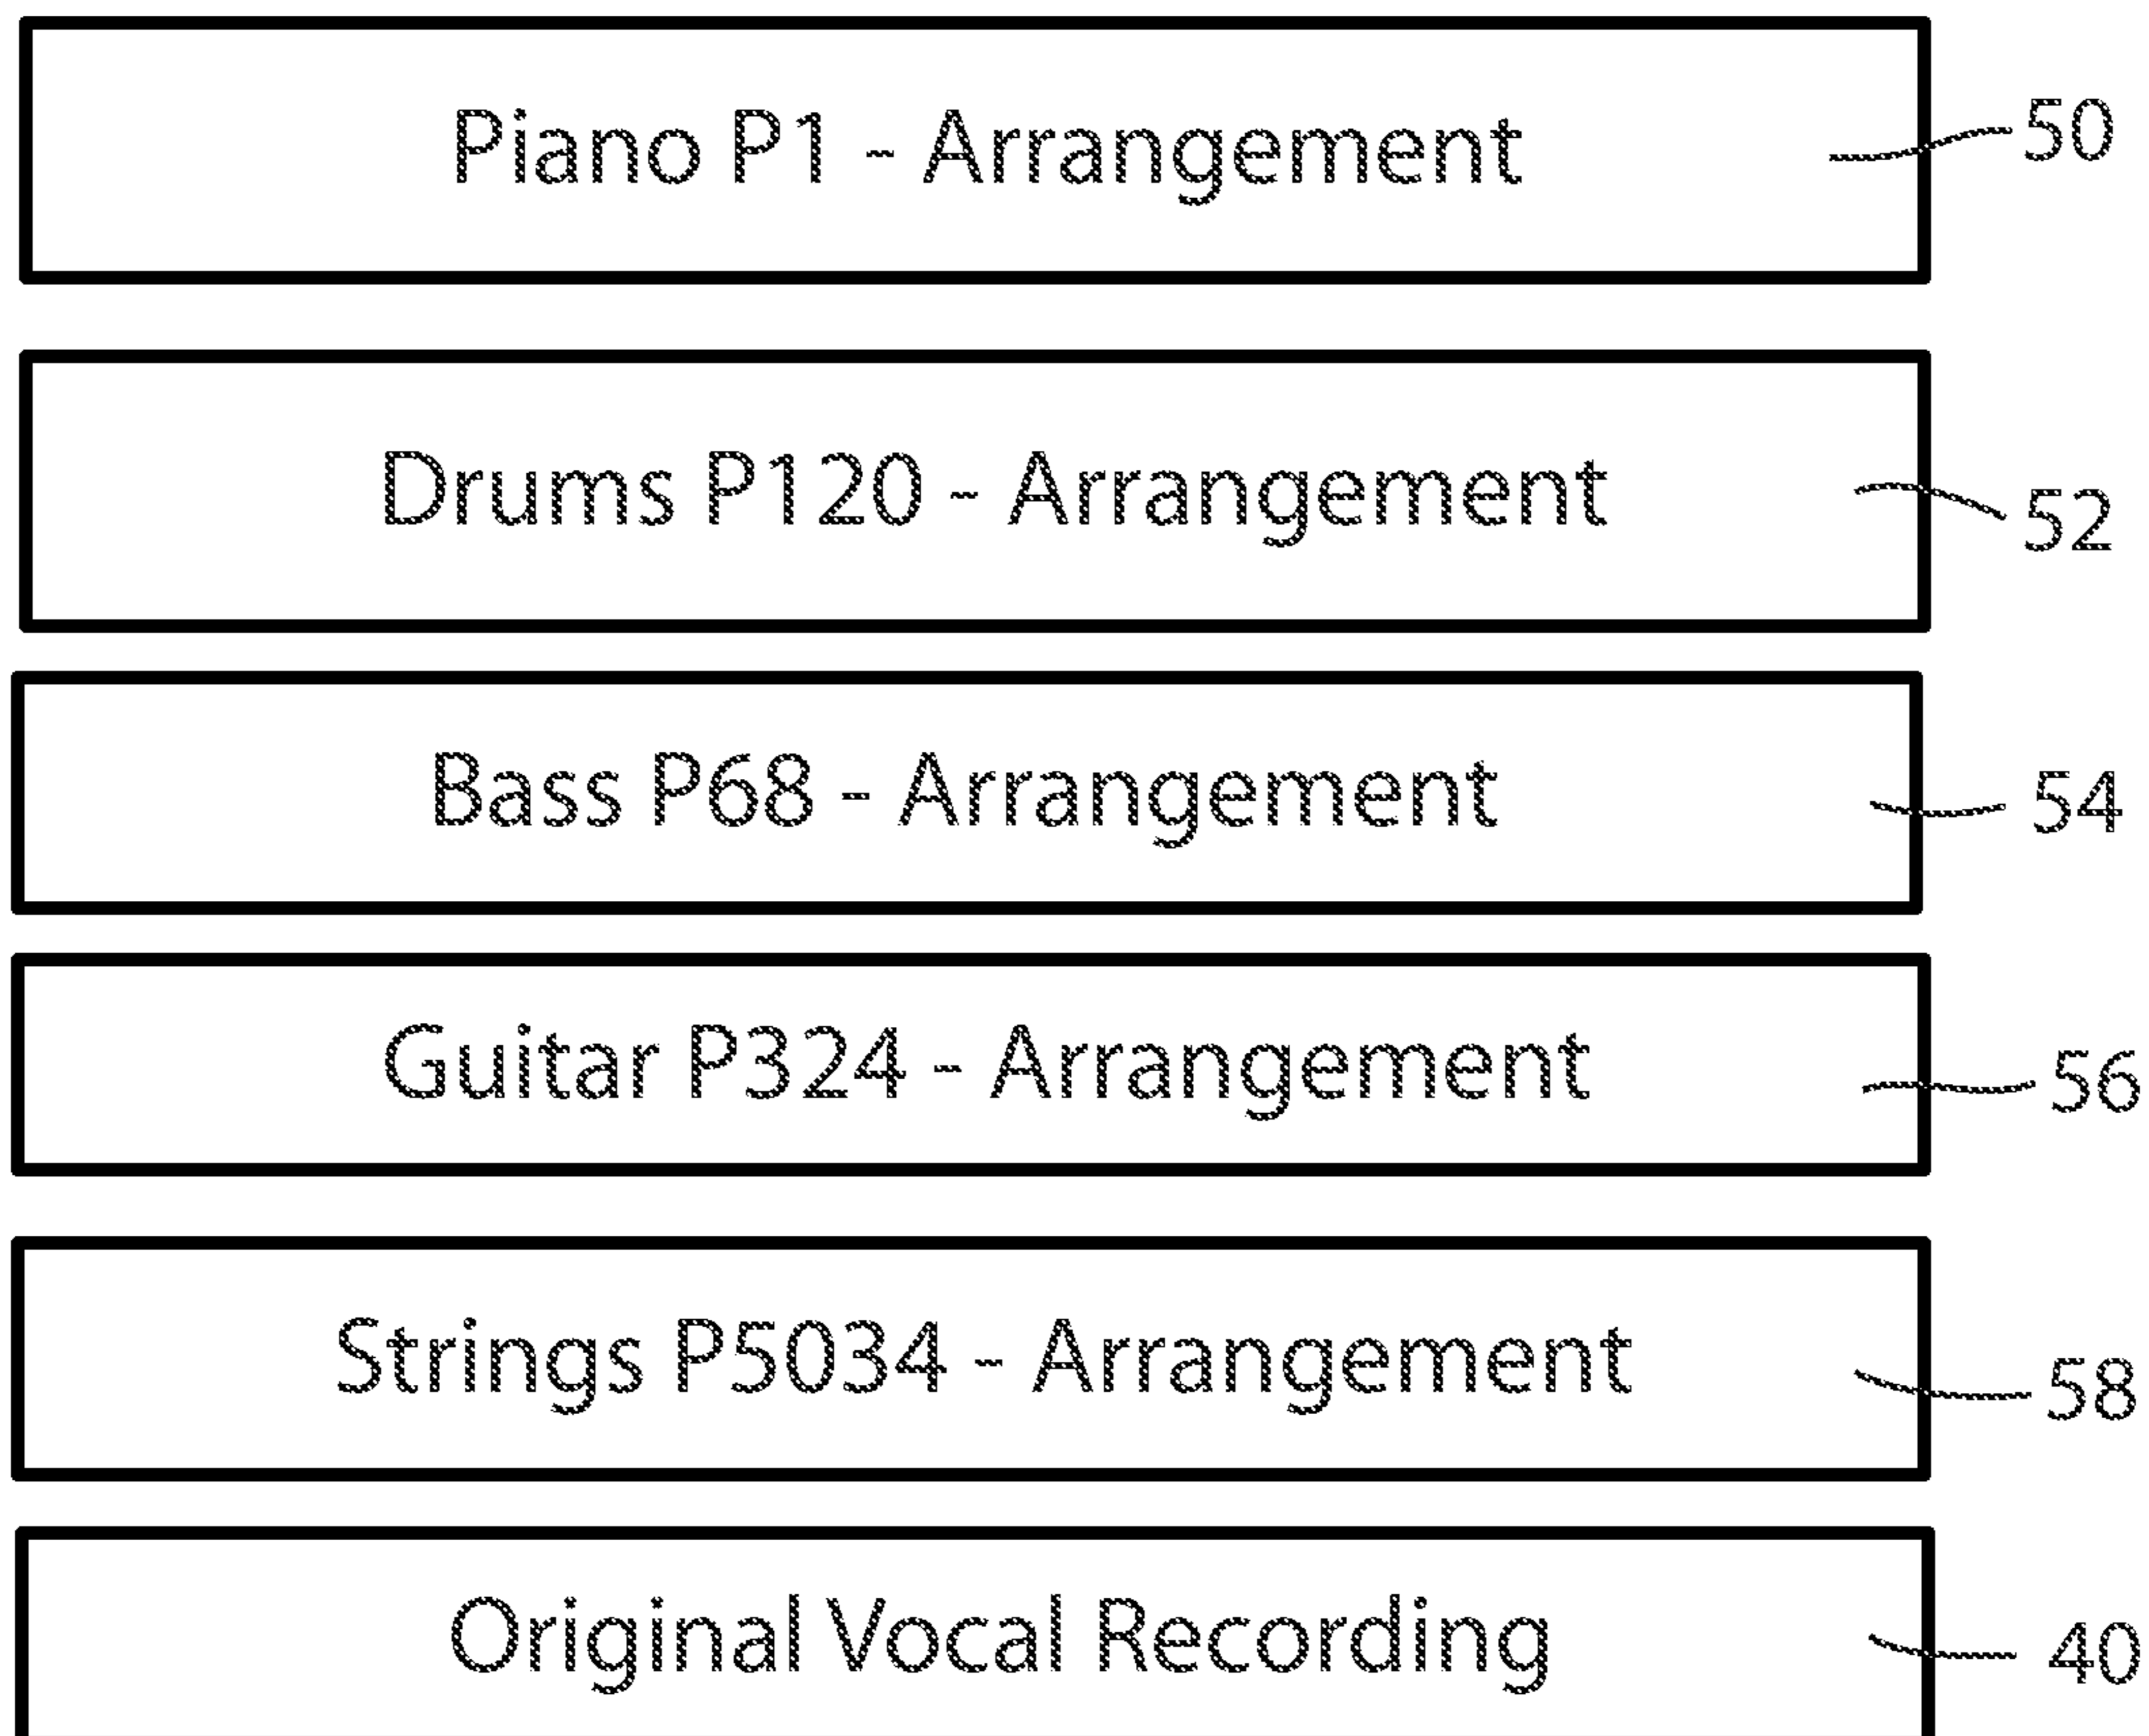 Piano P1 - Arrangement 50
Drums P120 - Arrangement 52
Bass P68 - Arrangement 54
Guitar P324 - Arrangement 56
Strings P5034 - Arrangement 58
Original Vocal Recording 40